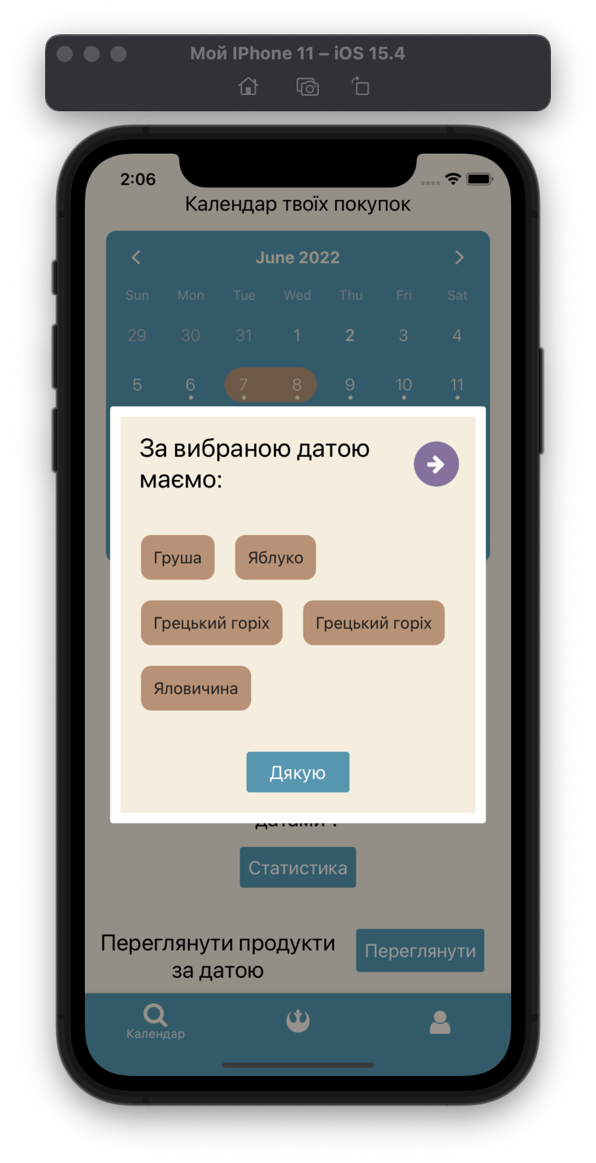 Мой IPhone 11 – iOS 15.4
2:06
Календар твоїх покупок
June 2022
Sun Mon Tue Wed Thu Fri Sat
29 30 31 1 2 3 4
5 6 7 8 9 10 11
За вибраною датою
маємо:
Груша Яблуко
Грецький горіх Грецький горіх
Яловичина
Дякую
датами ?
Статистика
Переглянути продукти
за датою
Переглянути
Календар